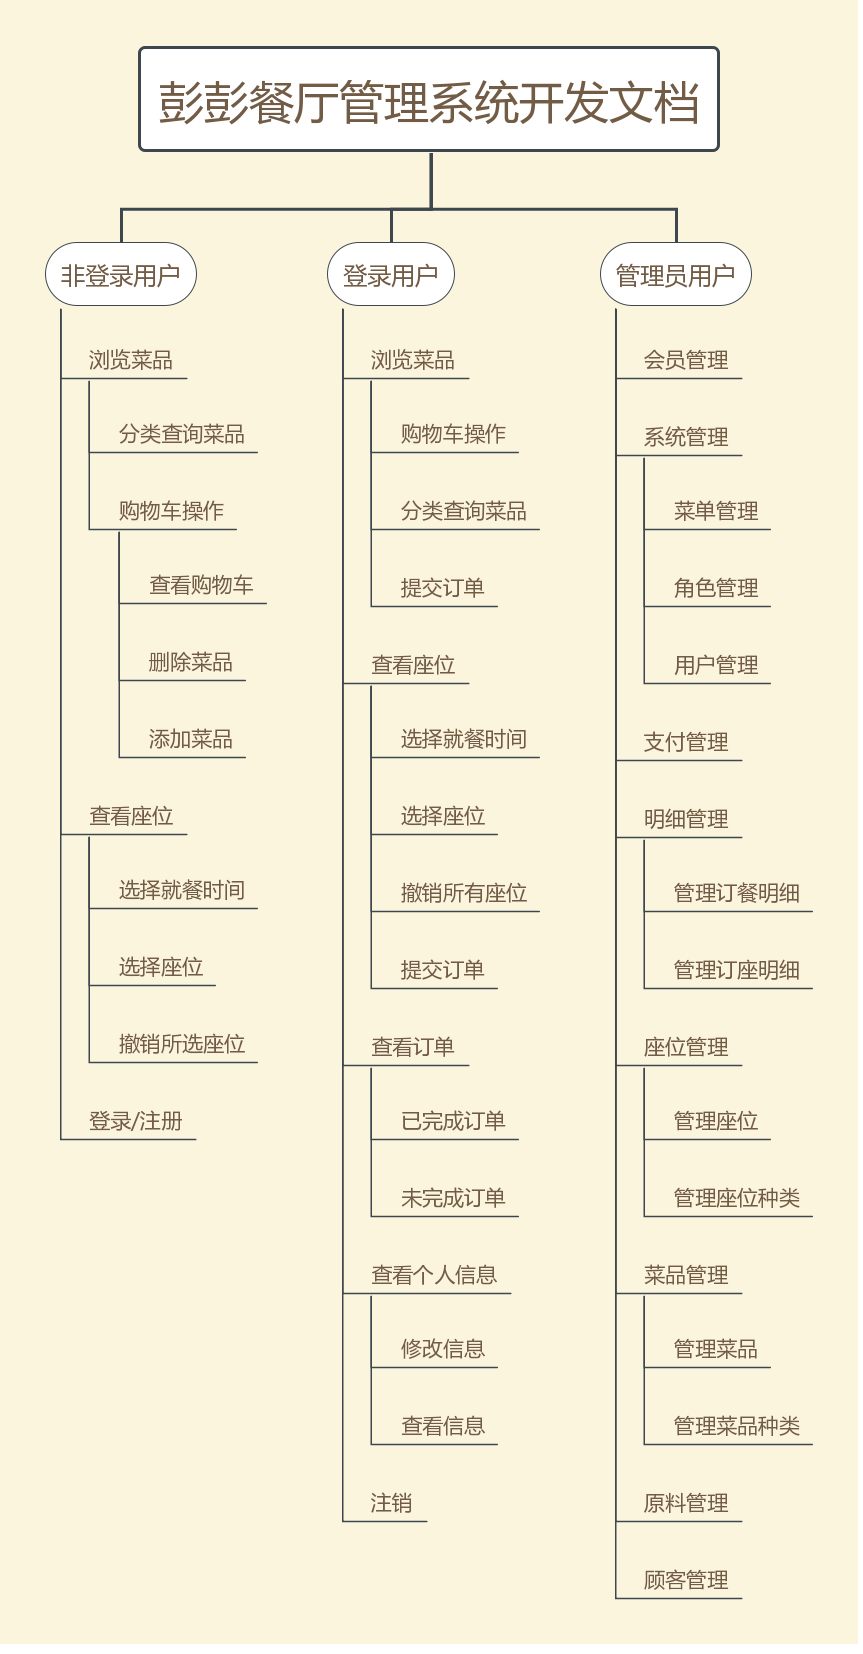 彭彭餐厅管理系统开发文档
非登录用户
浏览菜品
分类查询菜品
购物车操作
查看购物车
删除菜品
添加菜品
查看座位
选择就餐时间
选择座位
撤销所选座位
登录/注册
登录用户
浏览菜品
购物车操作
分类查询菜品
提交订单
查看座位
选择就餐时间
选择座位
撤销所有座位
提交订单
查看订单
已完成订单
未完成订单
查看个人信息
修改信息
查看信息
注销
管理员用户
会员管理
系统管理
菜单管理
角色管理
用户管理
支付管理
明细管理
管理订餐明细
管理订座明细
座位管理
管理座位
管理座位种类
菜品管理
管理菜品
管理菜品种类
原料管理
顾客管理